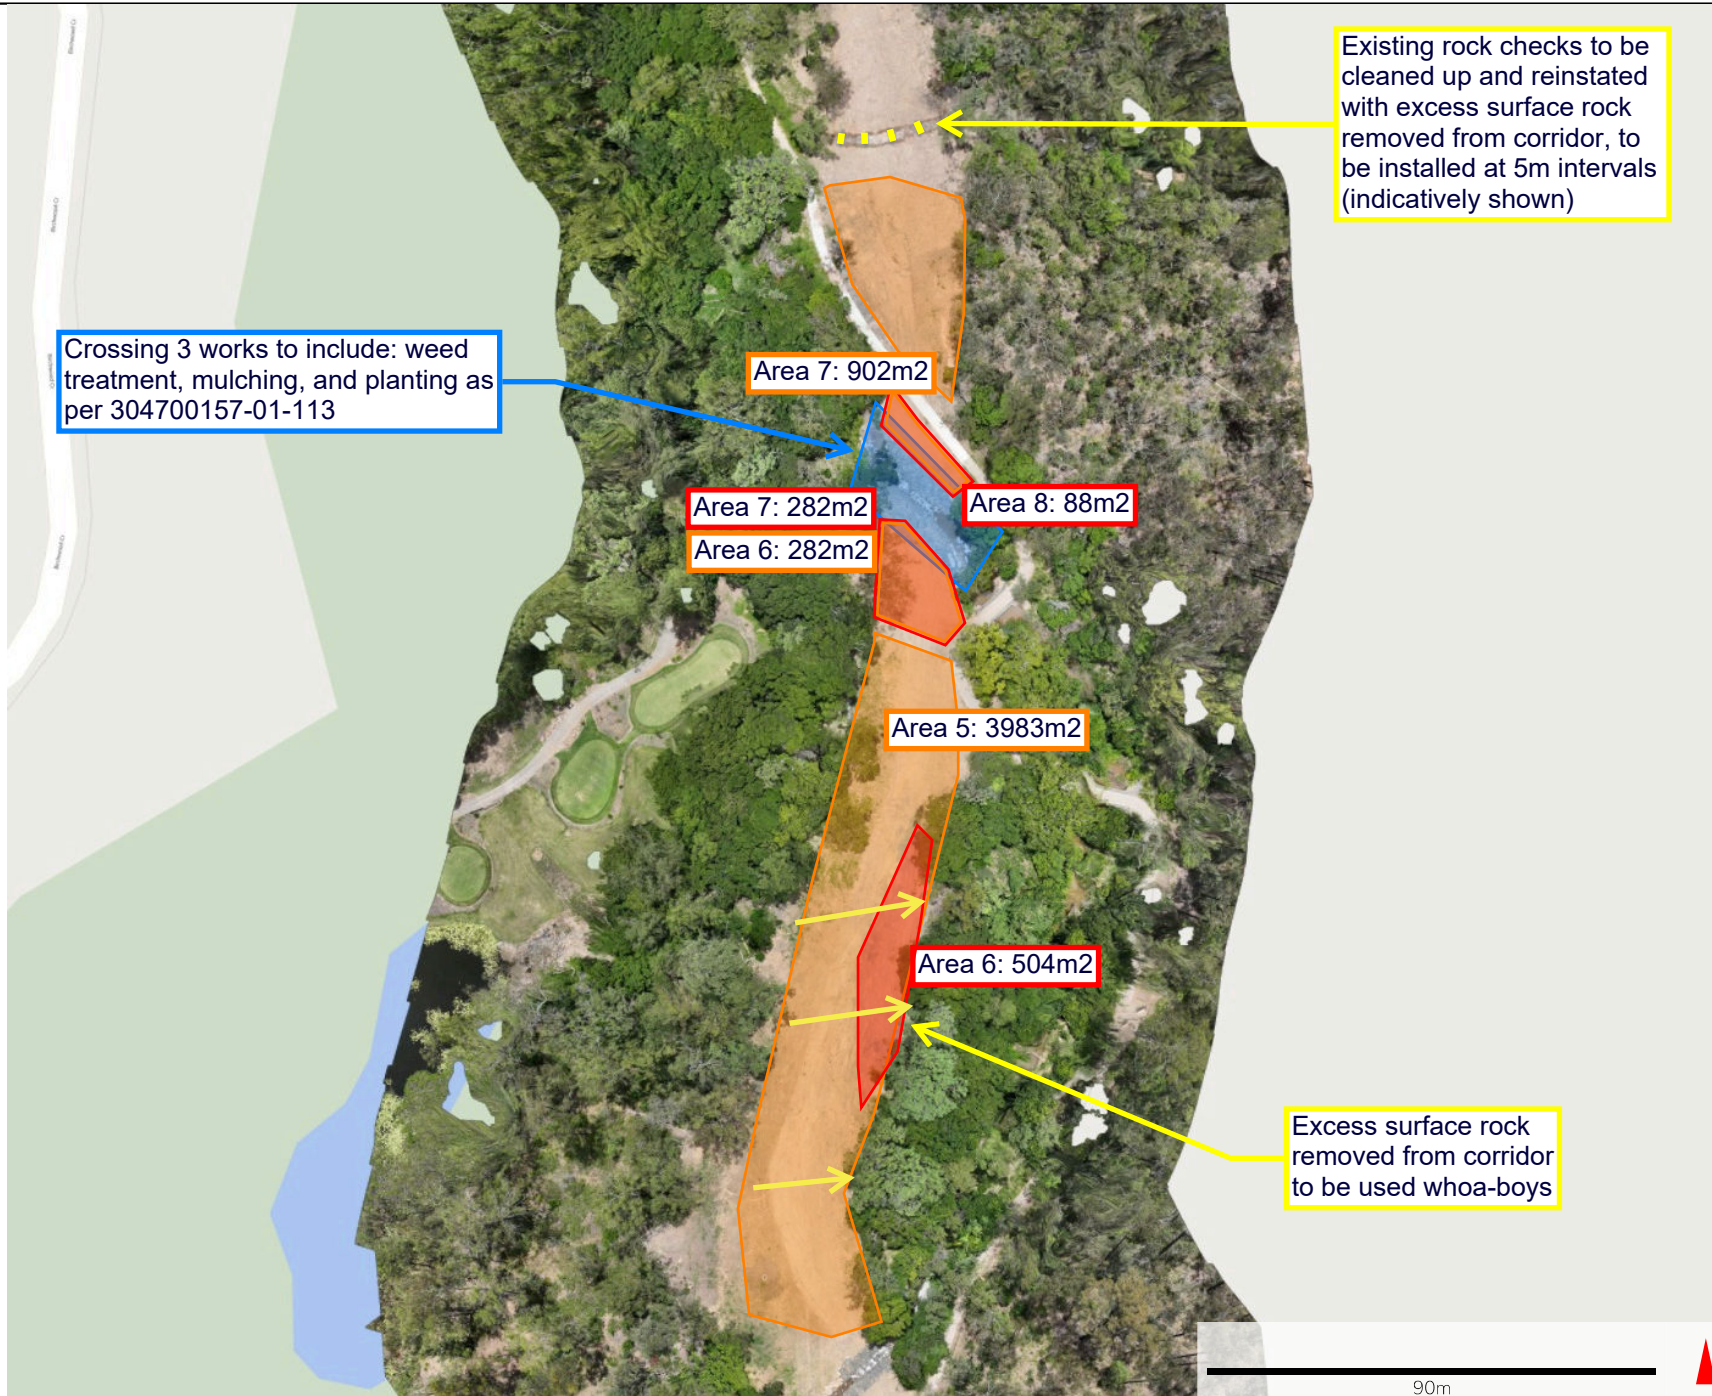 Existing rock checks to be
cleaned up and reinstated
with excess surface rock
removed from corridor, to
be installed at 5m intervals
(indicatively shown)
Crossing 3 works to include: weed
treatment, mulching, and planting as
per 304700157-01-113
Area 7: 902m2
Area 7: 282m2
Area 8: 88m2
Area 6: 282m2
Area 5: 3983m2
Area 6: 504m2
Excess surface rock
removed from corridor
to be used whoa-boys
90m